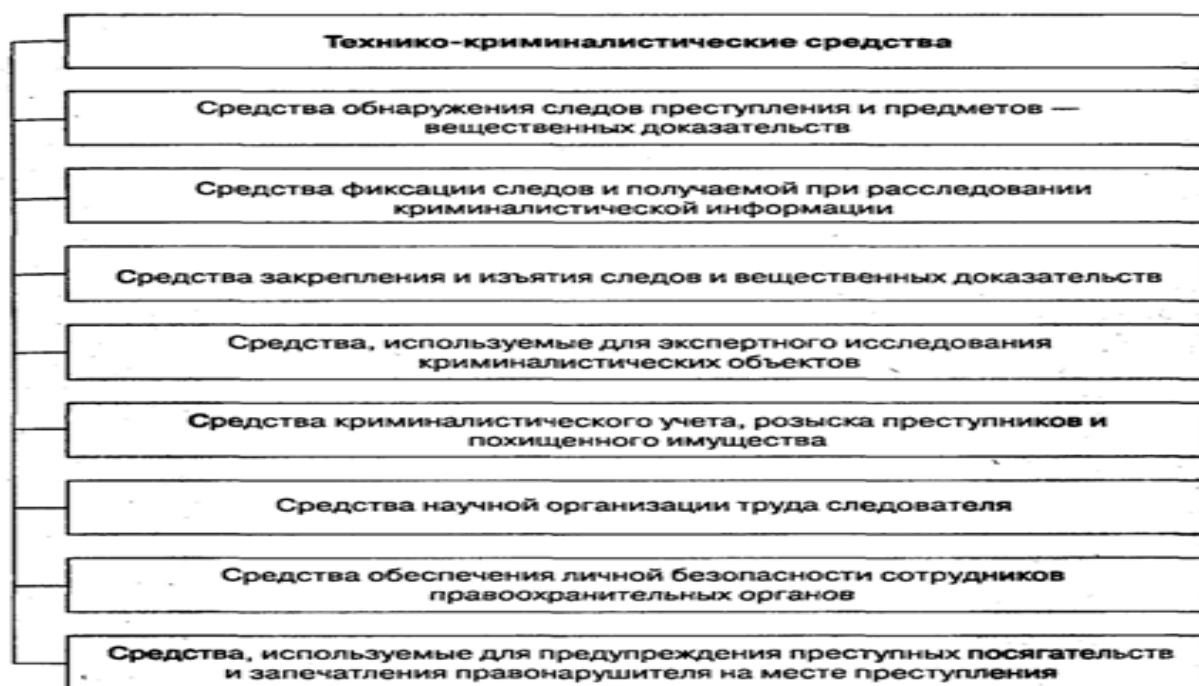 Технико-криминалистические средства
Средства обнаружения следов преступления и предметов —
вещественных доказательств
Средства фиксации следов и получаемой при расследовании
криминалистической информации
Средства закрепления и изъятия следов и вещественных доказательств
Средства, используемые для экспертного исследования
криминалистических объектов
Средства криминалистического учета, розыска преступников и
похищенного имущества
Средства научной организации труда следователя
Средства обеспечения личной безопасности сотрудников
правоохранительных органов
Средства, используемые для предупреждения преступных посягательств
и запечатления правонарушителя на месте преступления